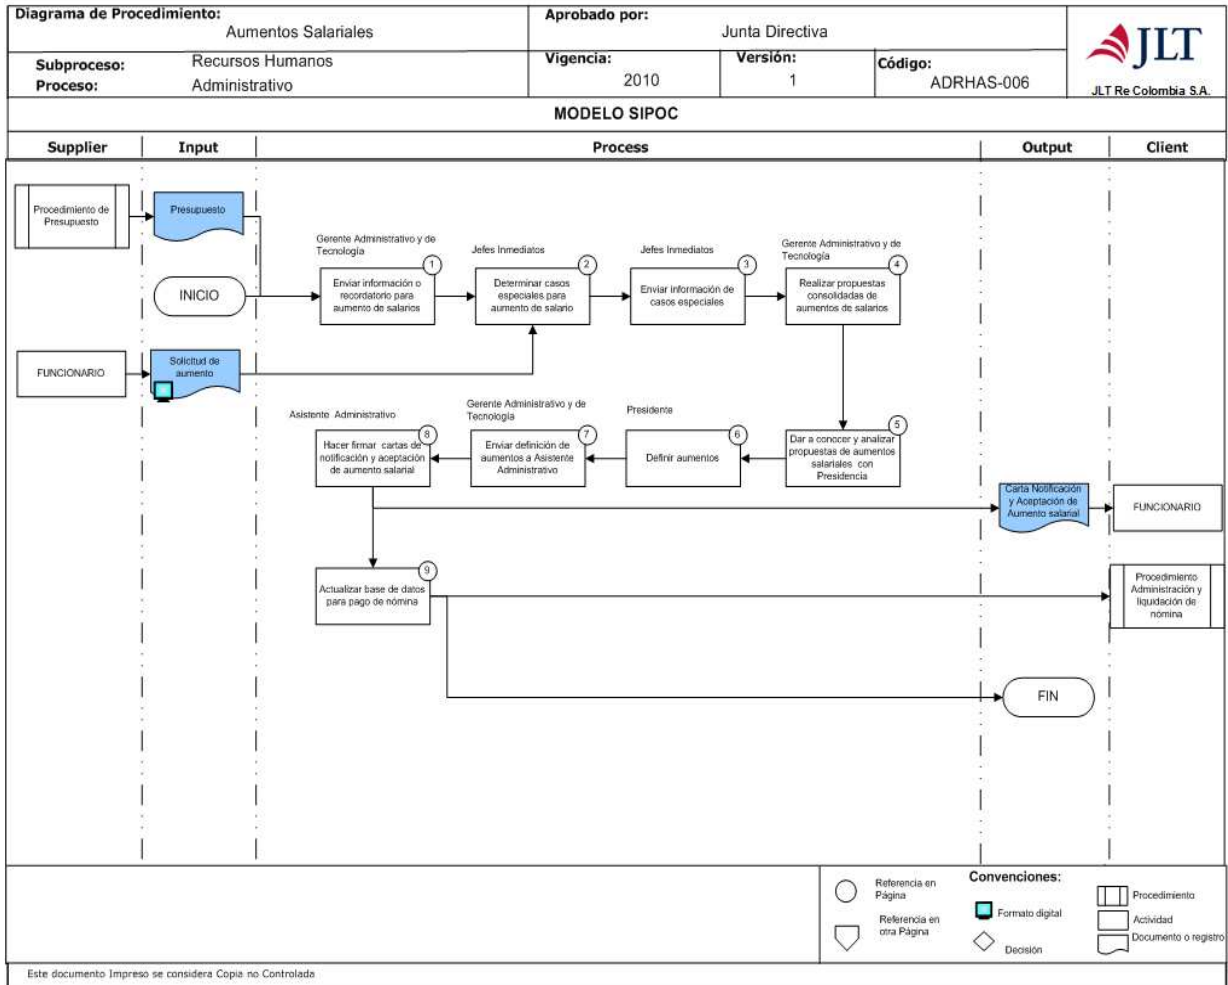 Diagrama de Procedimiento:
Aumentos Salariales
Aprobado por:
Junta Directiva
Subproceso:
Recursos Humanos
Proceso:
Administrativo
Vigencia:
2010
Versión:
1
Código:
ADRHAS-006
JLT
JLT Re Colombia S.A.
MODELO SIPOC
Supplier
Input
Process
Output
Client
Procedimiento de
Presupuesto
Presupuesto
INICIO
Gerente Administrativo y de
Tecnología
1
Enviar información o
recordatorio para
aumento de salarios
Jefes Inmediatos
2
Determinar casos
especiales para
aumento de salario
Jefes Inmediatos
3
Enviar información de
casos especiales
Gerente Administrativo y de
Tecnología
4
Realizar propuestas
consolidadas de
aumentos de salarios
FUNCIONARIO
Solicitud de
aumento
Asistente Administrativo
8
Hacer firmar cartas de
notificación y aceptación
de aumento salarial
Gerente Administrativo y de
Tecnología
7
Enviar definición de
aumentos a Asistente
Administrativo
Presidente
6
Definir aumentos
5
Dar a conocer y analizar
propuestas de aumentos
salariales con
Presidencia
Carta Notificación
y Aceptación de
Aumento salarial
FUNCIONARIO
9
Actualizar base de datos
para pago de nómina
Procedimiento
Administración y
liquidación de
nómina
FIN
Convenciones:
Referencia en
Página
Referencia en
otra Página
Formato digital
Decisión
Procedimiento
Actividad
Documento o registro
Este documento Impreso se considera Copia no Controlada